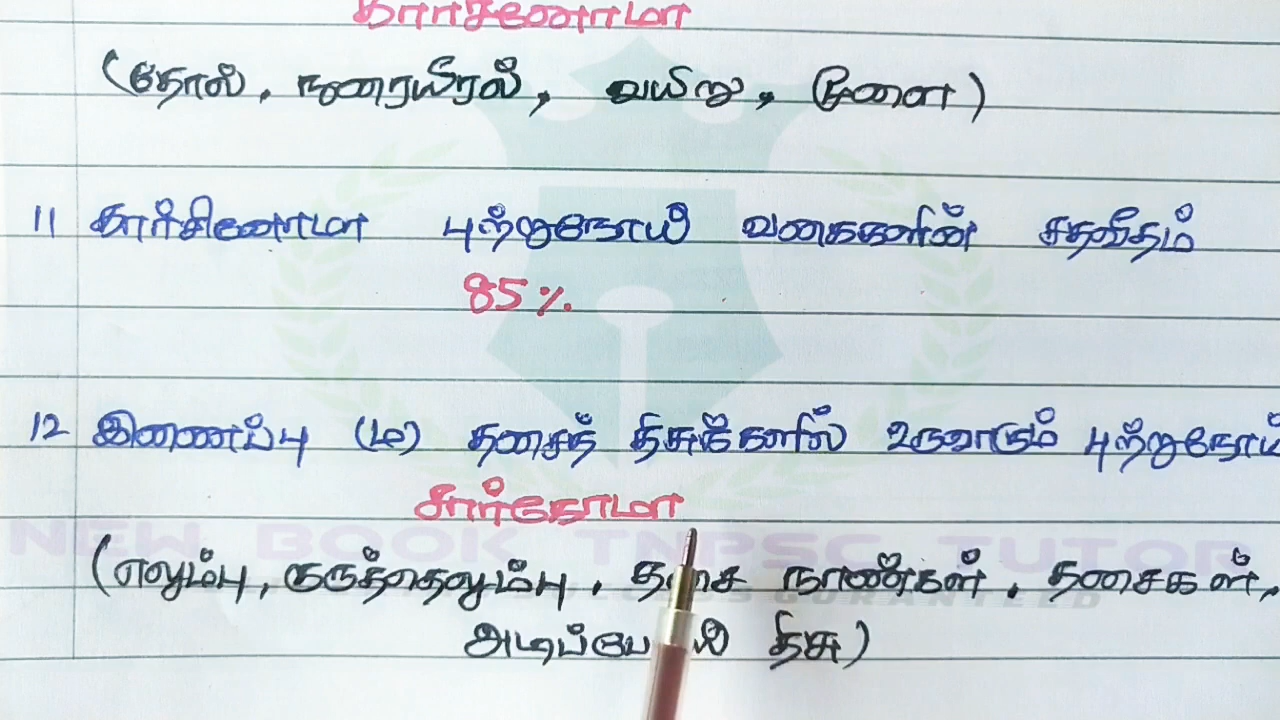 கார்சினோமா
(தோல், நுரையீரல், வயிறு, மூளை)
11 கார்சினோமா புற்றுநோய் வகைகளின் சதவீதம்
85%
12 இணைப்பு (ம) தசைத் திசுக்களில் உருவாகும் புற்றுநோய்
சார்கோமா
NEW BOOK TNPSC TUTOR
(எலும்பு, குருத்தெலும்பு, தசை நாண்கள், தசைகள்,
அடிப்போஸ் திசு)